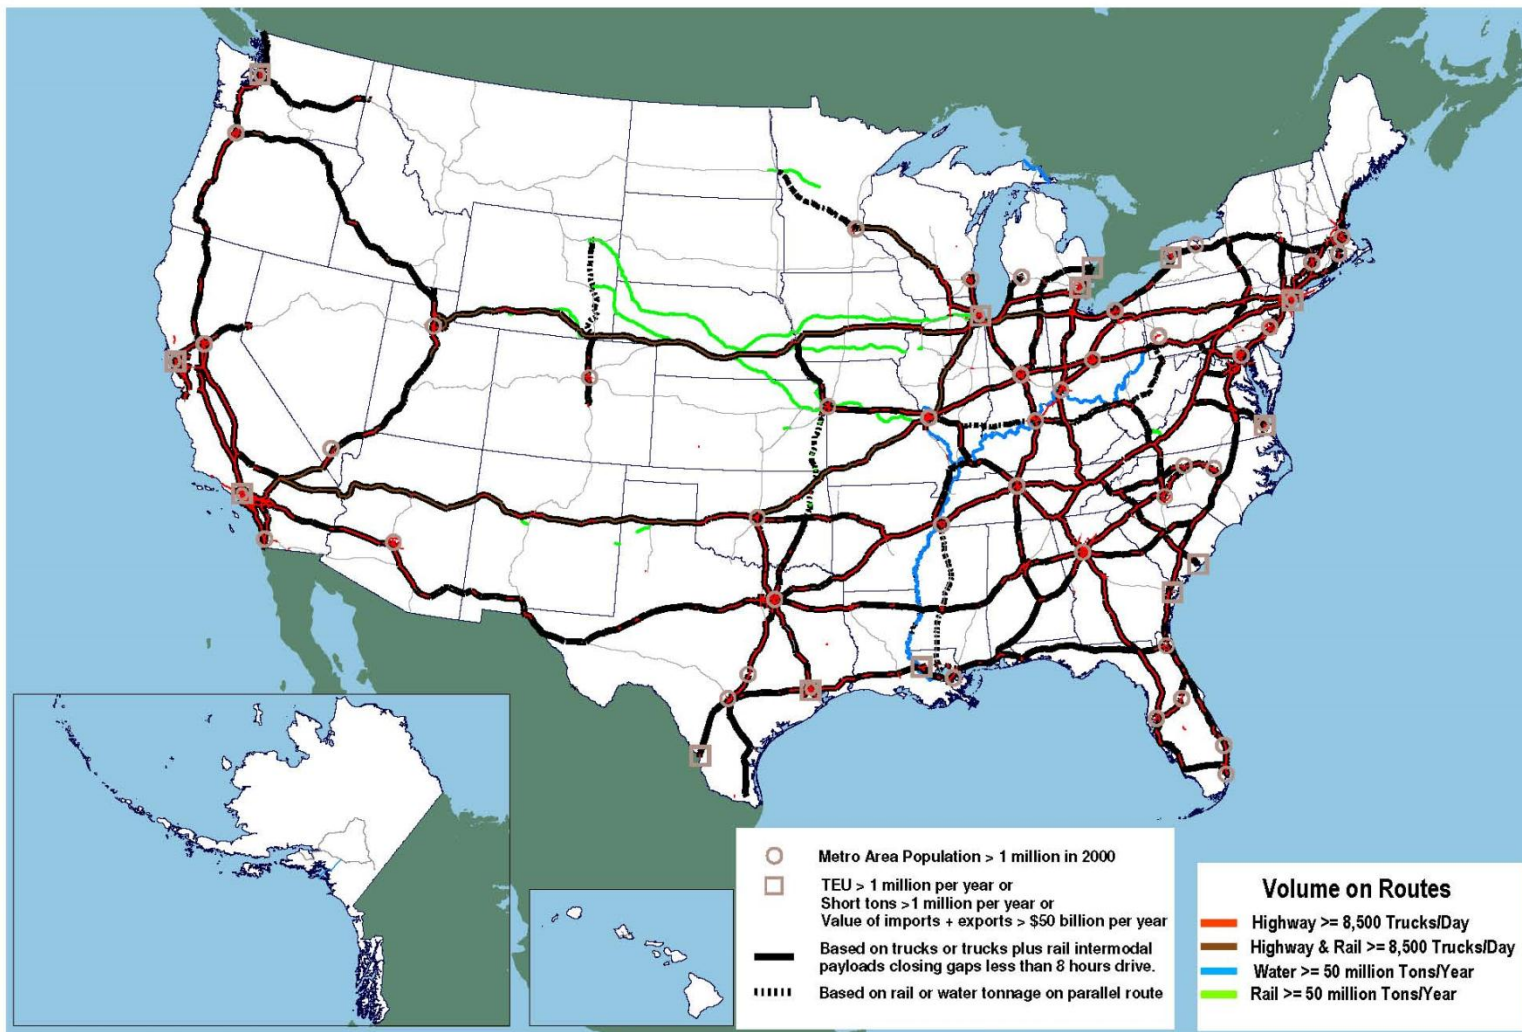 Metro Area Population > 1 million in 2000
TEU > 1 million per year or
Short tons >1 million per year or
Value of imports + exports > $50 billion per year
Based on trucks or trucks plus rail intermodal
payloads closing gaps less than 8 hours drive.
Based on rail or water tonnage on parallel route
Volume on Routes
Highway >= 8,500 Trucks/Day
Highway & Rail >= 8,500 Trucks/Day
Water >= 50 million Tons/Year
Rail >= 50 million Tons/Year